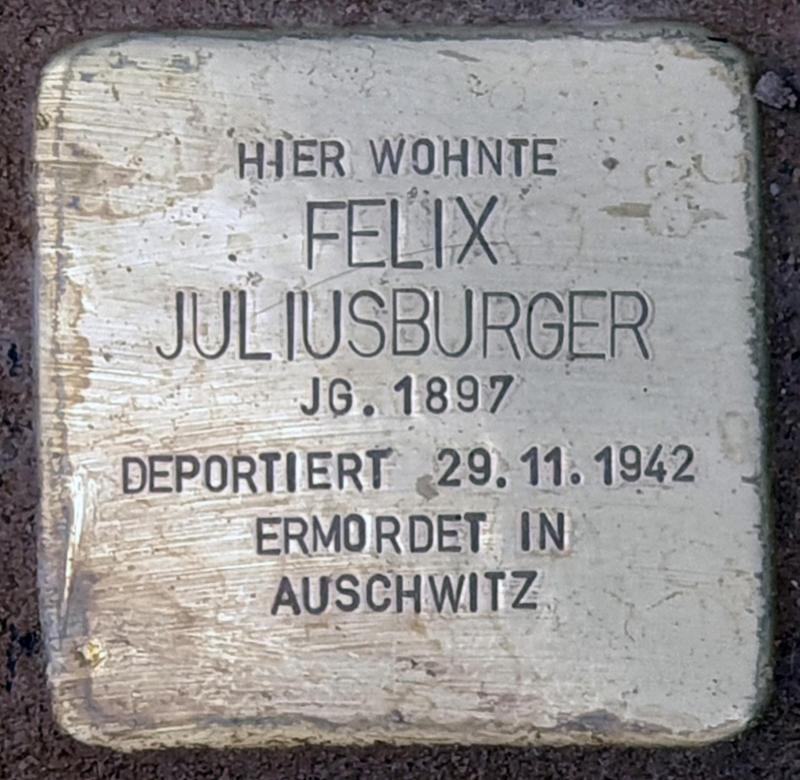 HIER WOHNTE
FELIX
JULIUSBURGER
JG. 1897
DEPORTIERT 29.11.1942
ERMORDET IN
AUSCHWITZ